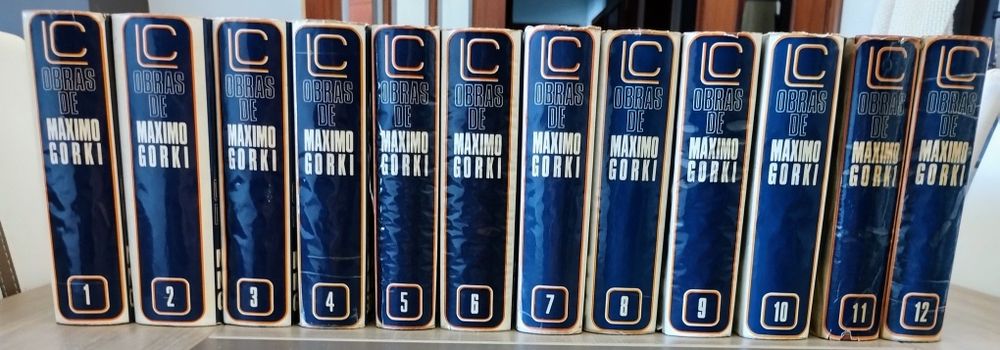 LC
OBRAS
DE
MAXIMO
GORKI
1
LC
OBRAS
DE
MAXIMO
GORKI
2
LC
OBRAS
DE
MAXIMO
GORKI
3
LC
OBRAS
DE
MAXIMO
GORKI
4
LC
OBRAS
DE
MAXIMO
GORKI
5
LC
OBRAS
DE
MAXIMO
GORKI
6
LC
OBRAS
DE
MAXIMO
GORKI
7
LC
OBRAS
DE
MAXIMO
GORKI
8
LC
OBRAS
DE
MAXIMO
GORKI
9
LC
OBRAS
DE
MAXIMO
GORKI
10
LC
OBRAS
DE
MAXIMO
GORKI
11
LC
OBRAS
DE
MAXIMO
GORKI
12